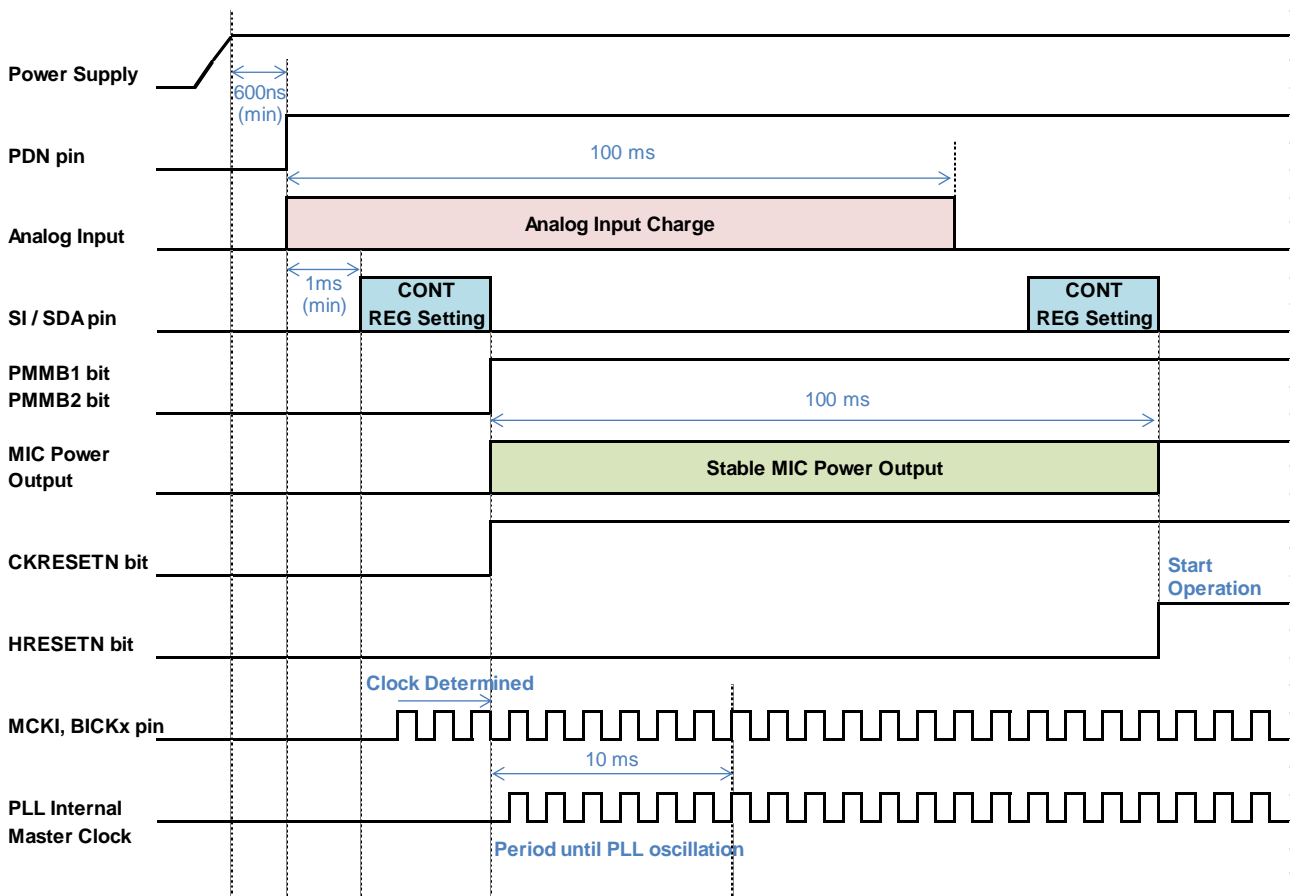 Power Supply
600ns
(min)
PDN pin
100 ms
Analog Input
Analog Input Charge
1ms
(min)
SI / SDA pin
CONT
REG Setting
CONT
REG Setting
PMMB1 bit
PMMB2 bit
100 ms
MIC Power
Output
Stable MIC Power Output
CKRESETN bit
Start
Operation
HRESETN bit
Clock Determined
MCKI, BICKx pin
10 ms
PLL Internal
Master Clock
Period until PLL oscillation